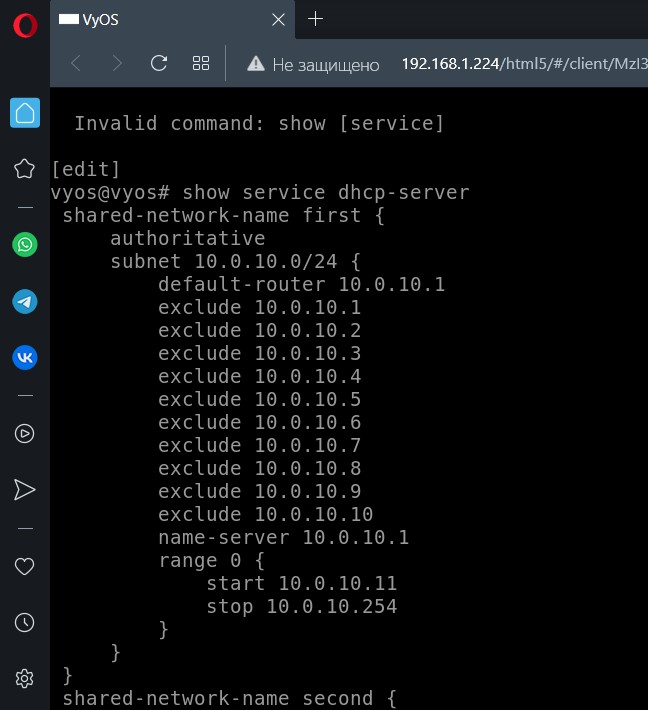 VyOS
Не защищено 192.168.1.224/html5/#/client/MzI3
Invalid command: show [service]
[edit]
vyos@vyos# show service dhcp-server
shared-network-name first {
authoritative
subnet 10.0.10.0/24 {
default-router 10.0.10.1
exclude 10.0.10.1
exclude 10.0.10.2
exclude 10.0.10.3
exclude 10.0.10.4
exclude 10.0.10.5
exclude 10.0.10.6
exclude 10.0.10.7
exclude 10.0.10.8
exclude 10.0.10.9
exclude 10.0.10.10
name-server 10.0.10.1
range 0 {
start 10.0.10.11
stop 10.0.10.254
}
}
}
shared-network-name second {